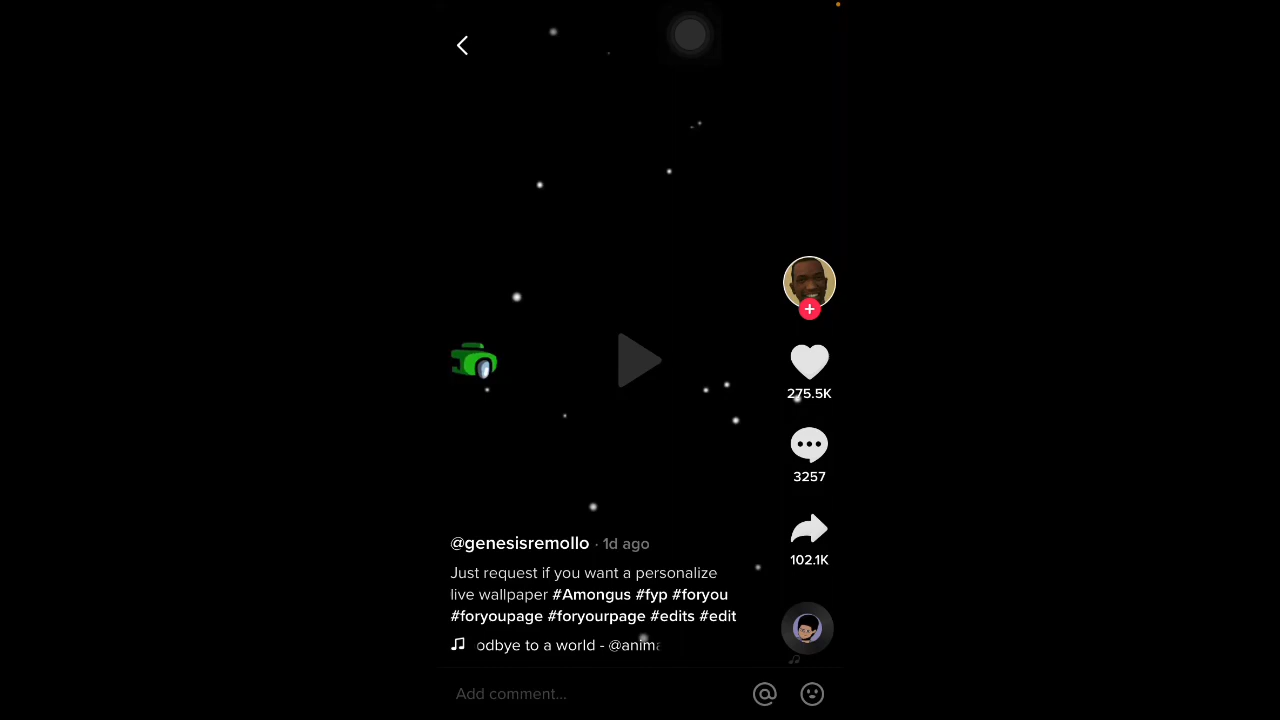 275.5K
3257
102.1K
@genesisremollo · 1d ago
Just request if you want a personalize
live wallpaper #Amongus #fyp #foryou
#foryoupage #foryourpage #edits #edit
odbye to a world - @anima
Add comment...